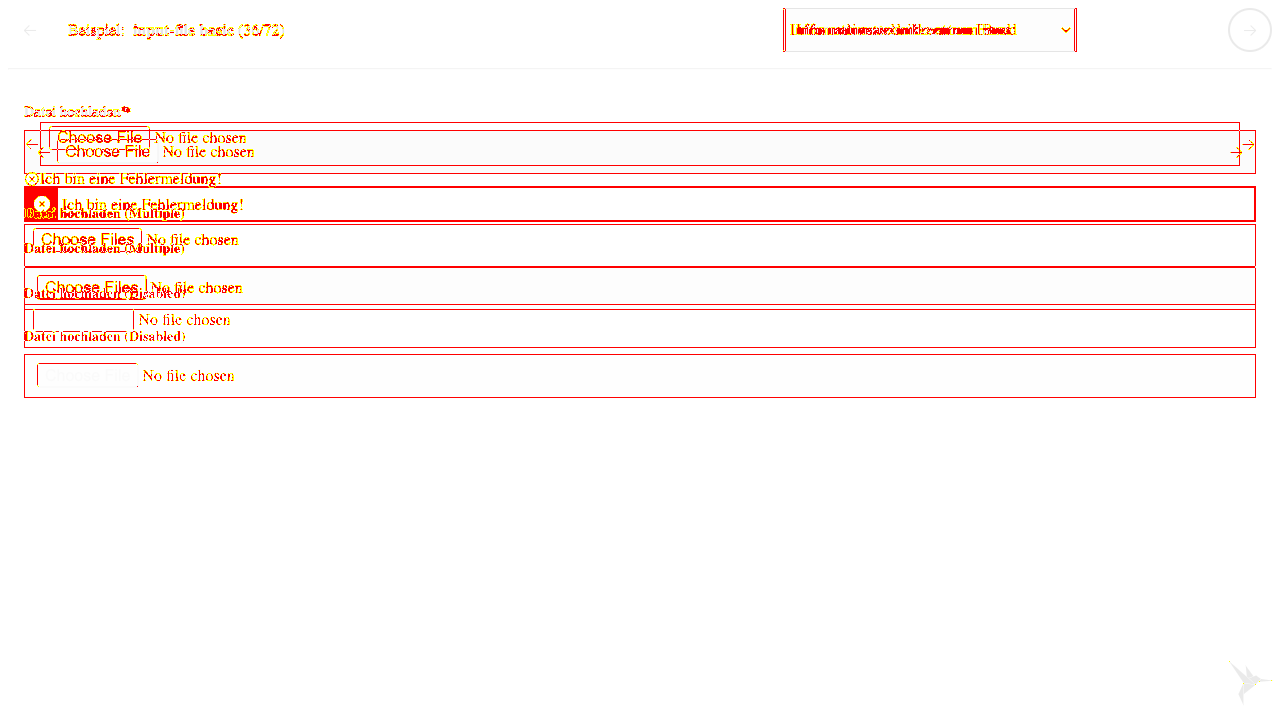 Beispiel: input-file basic (36/72)
Datei hochladen*
Choose File No file chosen
Choose File No file chosen
Ich bin eine Fehlermeldung!
Ich bin eine Fehlermeldung!
Datei hochladen (Multiple)
Choose Files No file chosen
Datei hochladen (Multiple)
Choose Files No file chosen
Datei hochladen (Disabled)
No file chosen
Datei hochladen (Disabled)
Choose File No file chosen